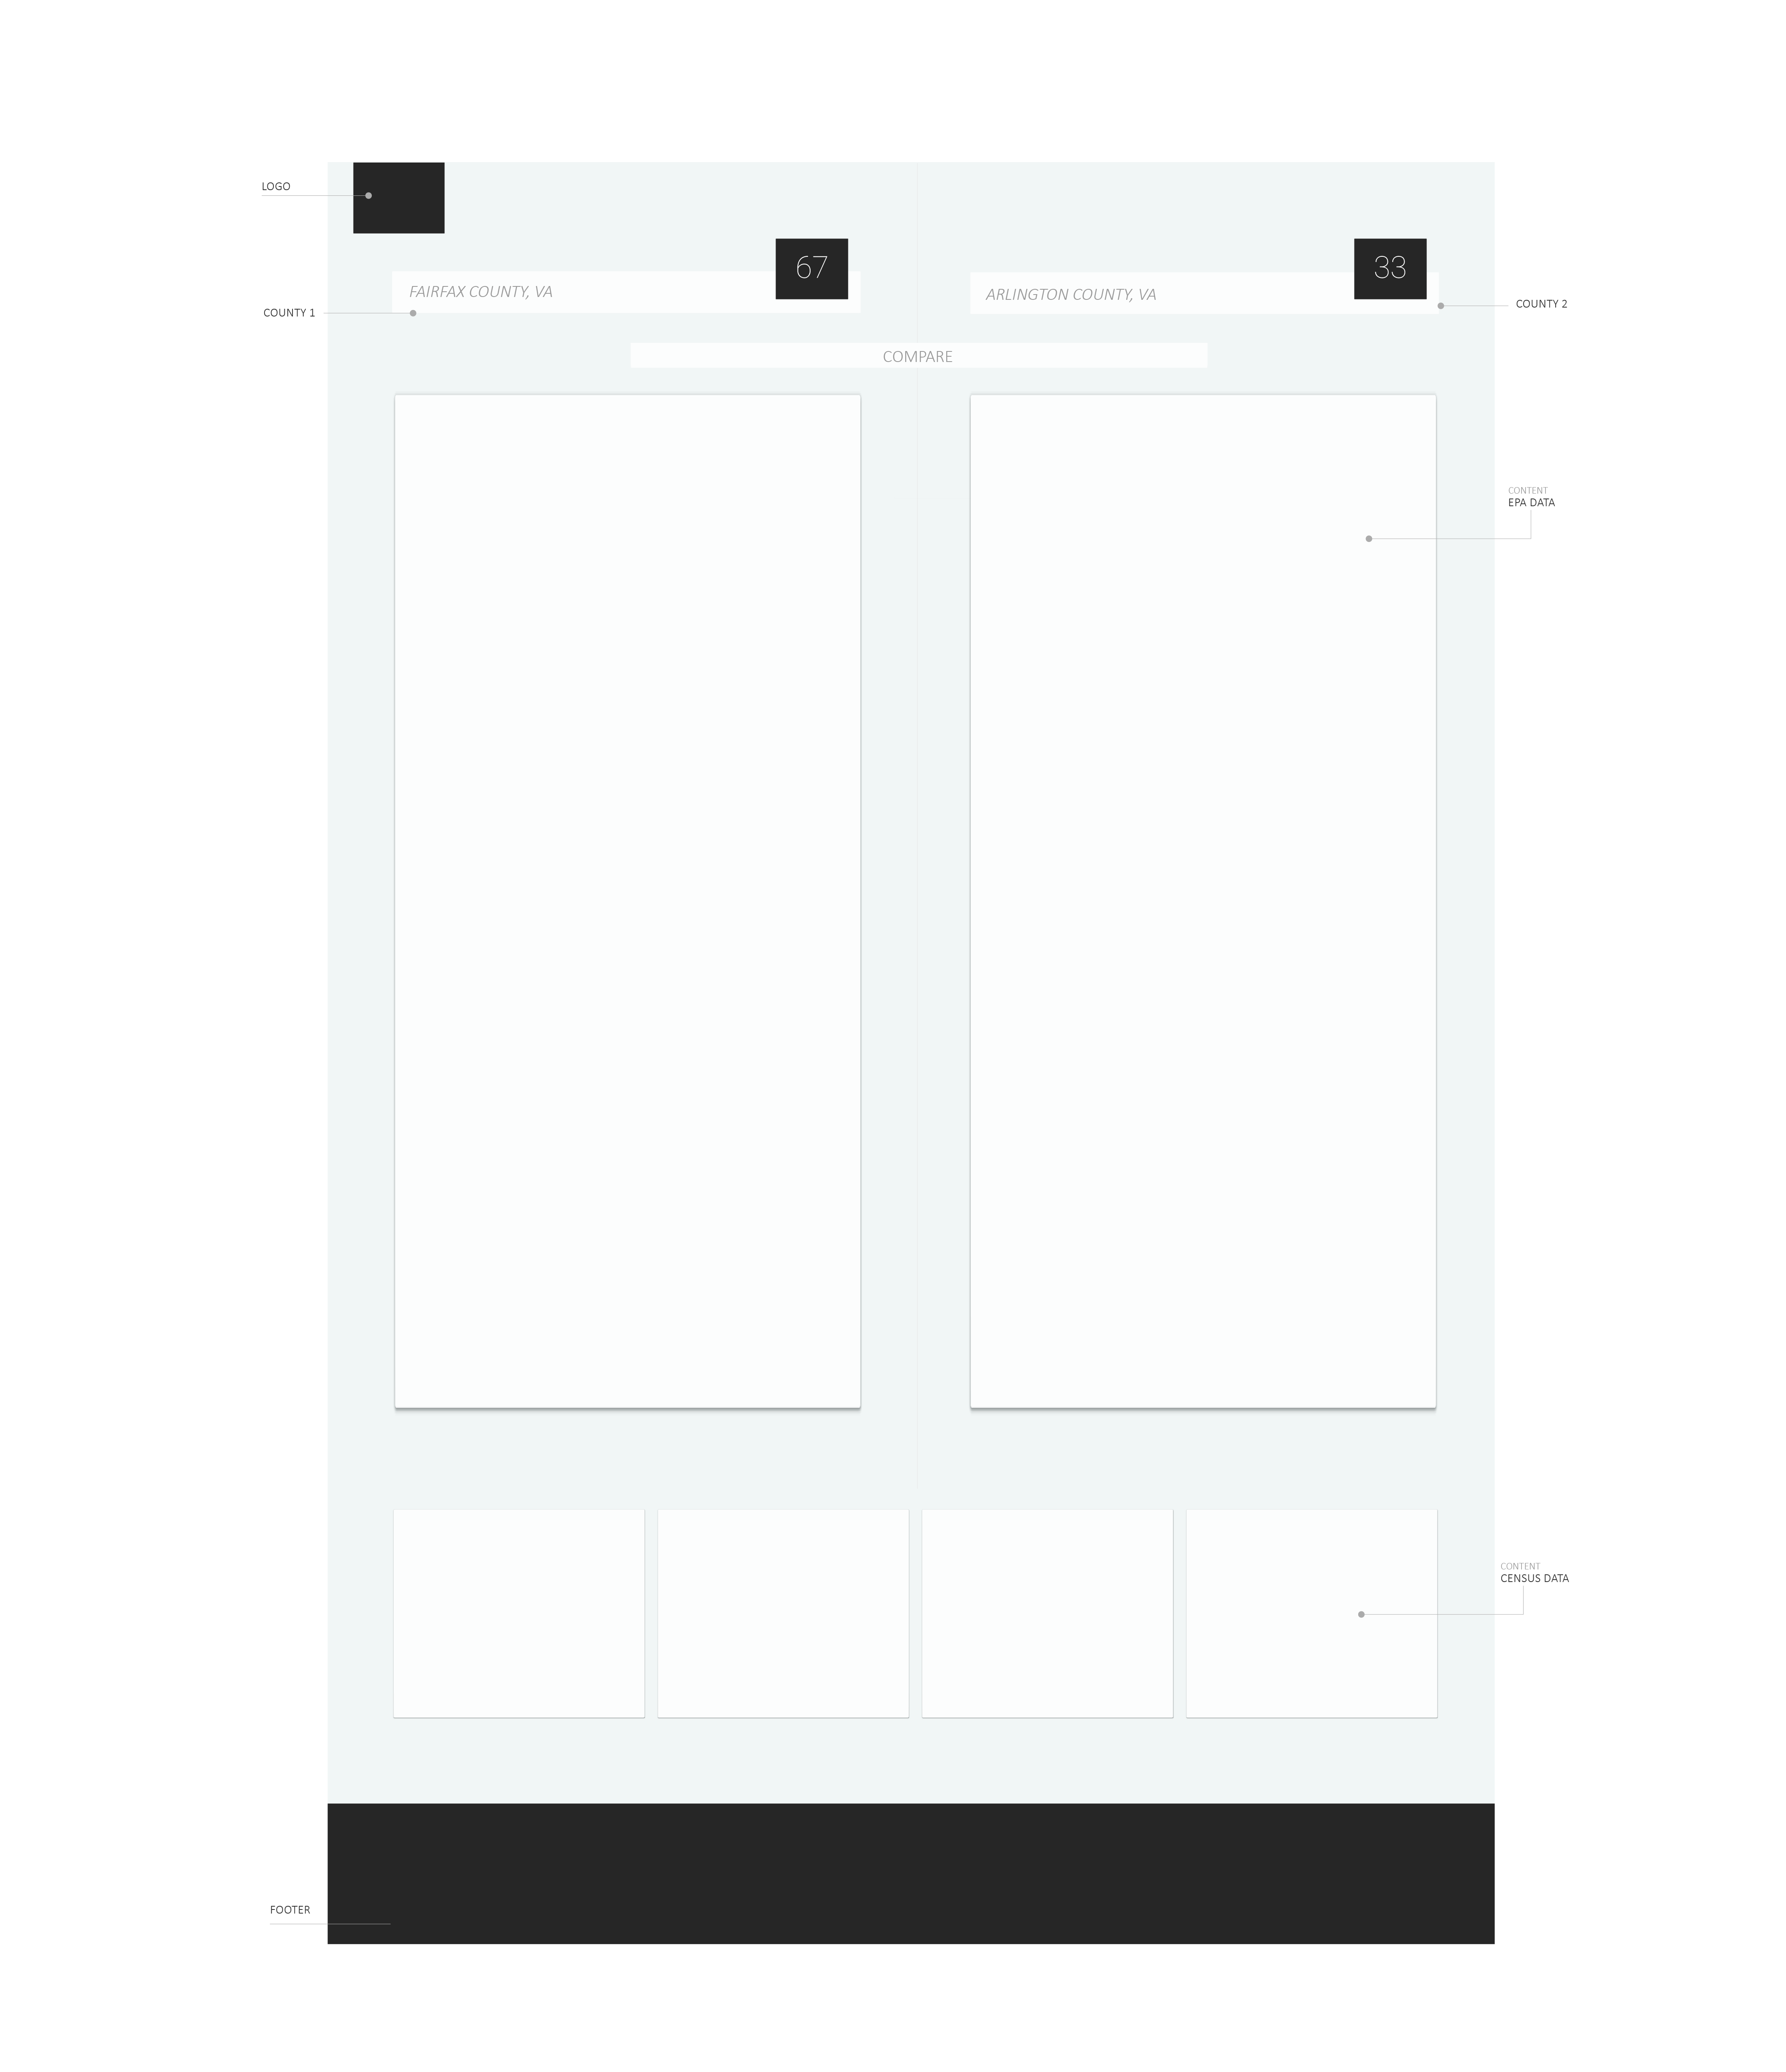 LOGO
67
33
FAIRFAX COUNTY, VA
ARLINGTON COUNTY, VA
COUNTY 1
COUNTY 2
COMPARE
CONTENT
EPA DATA
CONTENT
CENSUS DATA
FOOTER